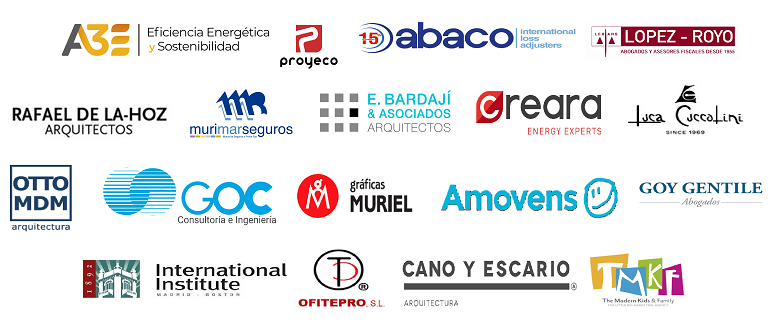 A3E
Eficiencia Energética
y Sostenibilidad
proyeco
15
abaco
international
loss
adjusters
LOPEZ - ROYO
ABOGADOS Y ASESORES FISCALES DESDE 1955
RAFAEL DE LA-HOZ
ARQUITECTOS
murimarseguros
E. BARDAJÍ
& ASOCIADOS
ARQUITECTOS
creara
ENERGY EXPERTS
Luca Cuccolini
SINCE 1969
OTTO
MDM
arquitectura
GOC
Consultoría e Ingeniería
gráficas
MURIEL
Amovens
GOY GENTILE
Abogados
1892
International
Institute
MADRID - BOSTON
®
OFITEPRO, S.L.
CANO Y ESCARIO
ARQUITECTURA
TMKF
The Modern Kids & Family